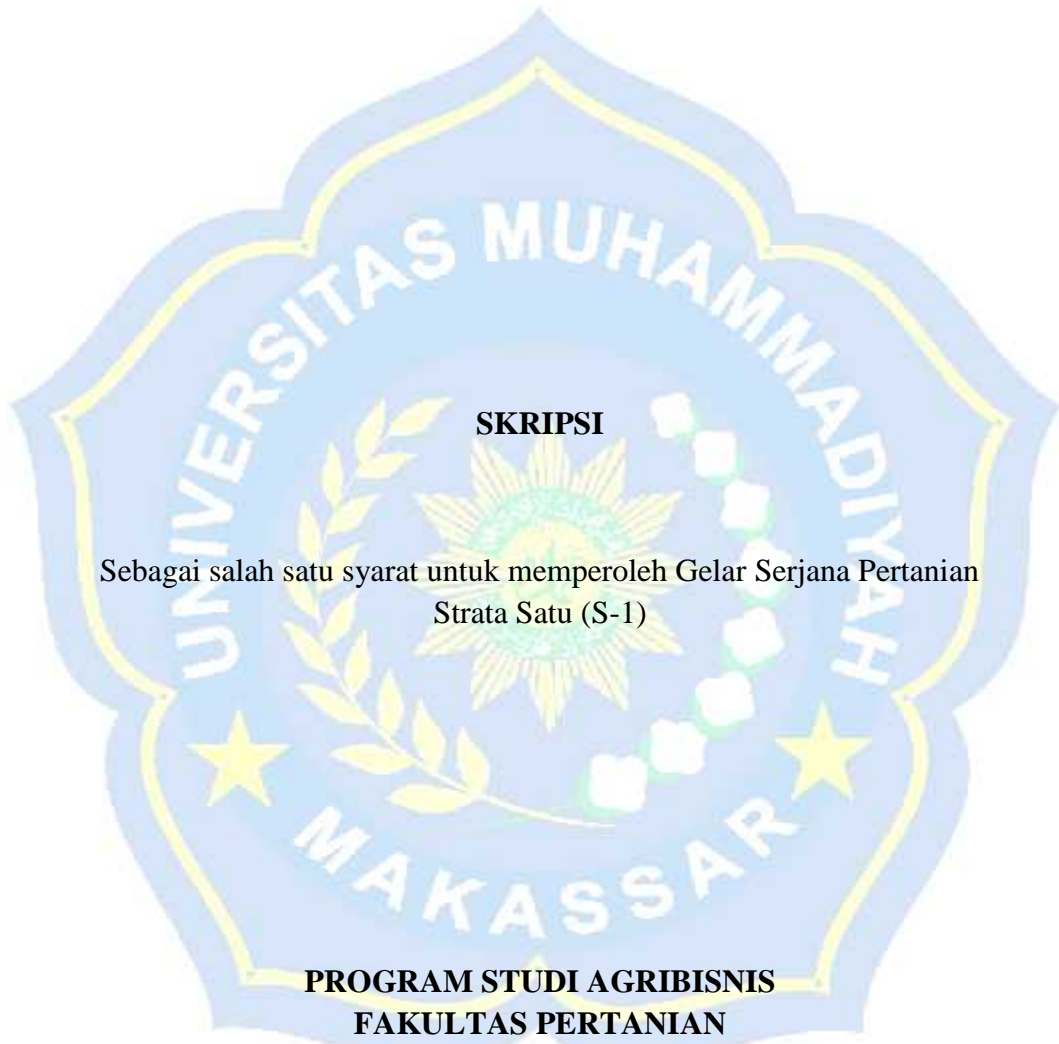 UNIVERSITAS MUHAMMADIYAH
SKRIPSI
Sebagai salah satu syarat untuk memperoleh Gelar Serjana Pertanian
Strata Satu (S-1)
MAKASSAR
PROGRAM STUDI AGRIBISNIS
FAKULTAS PERTANIAN